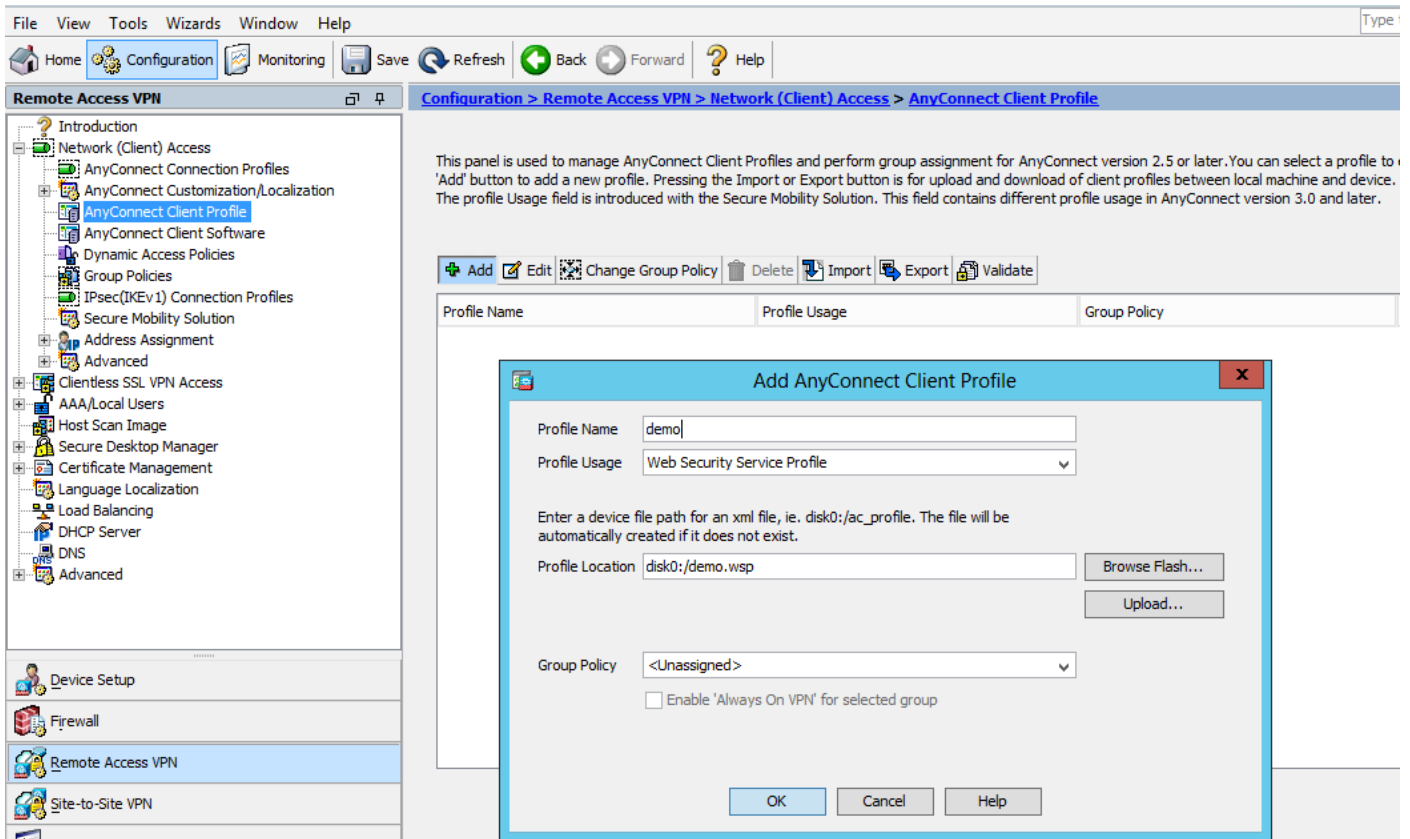 File View Tools Wizards Window Help
Type
Home Configuration Monitoring Save Refresh Back Forward Help
Remote Access VPN
Configuration > Remote Access VPN > Network (Client) Access > AnyConnect Client Profile
Introduction
Network (Client) Access
AnyConnect Connection Profiles
AnyConnect Customization/Localization
AnyConnect Client Profile
AnyConnect Client Software
Dynamic Access Policies
Group Policies
IPsec(IKEv1) Connection Profiles
Secure Mobility Solution
Address Assignment
Advanced
Clientless SSL VPN Access
AAA/Local Users
Host Scan Image
Secure Desktop Manager
Certificate Management
Language Localization
Load Balancing
DHCP Server
DNS
Advanced
Device Setup
Firewall
Remote Access VPN
Site-to-Site VPN
This panel is used to manage AnyConnect Client Profiles and perform group assignment for AnyConnect version 2.5 or later.You can select a profile to
'Add' button to add a new profile. Pressing the Import or Export button is for upload and download of client profiles between local machine and device.
The profile Usage field is introduced with the Secure Mobility Solution. This field contains different profile usage in AnyConnect version 3.0 and later.
Add Edit Change Group Policy Delete Import Export Validate
Profile Name Profile Usage Group Policy
Add AnyConnect Client Profile
x
Profile Name demo
Profile Usage Web Security Service Profile
Enter a device file path for an xml file, ie. disk0:/ac_profile. The file will be
automatically created if it does not exist.
Profile Location disk0:/demo.wsp Browse Flash...
Upload...
Group Policy <Unassigned>
Enable 'Always On VPN' for selected group
OK Cancel Help